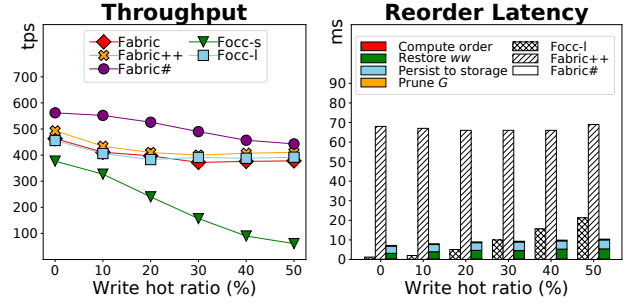 Throughput
tps
Fabric
Fabric++
Fabric#
Focc-s
Focc-l
700
600
500
400
300
200
100
0 10 20 30 40 50
Write hot ratio (%)
Reorder Latency
ms
Compute order
Restore ww
Persist to storage
Prune G
Focc-l
Fabric++
Fabric#
90
80
70
60
50
40
30
20
10
0
0 10 20 30 40 50
Write hot ratio (%)